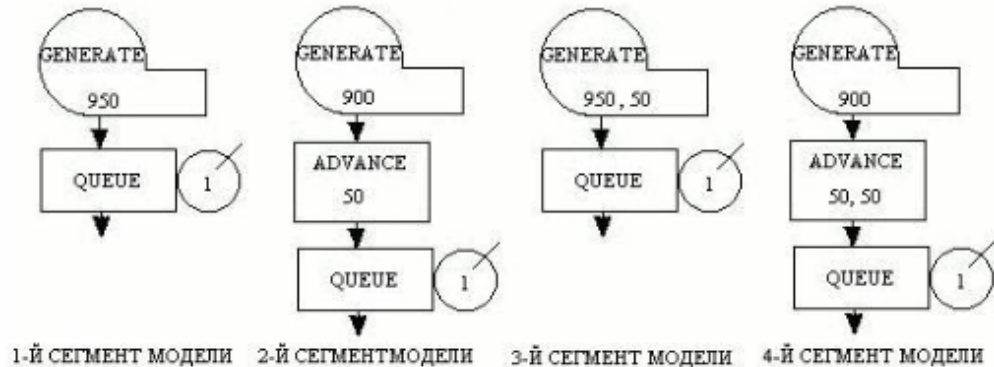 GENERATE
950
QUEUE
1
1-Й СЕГМЕНТ МОДЕЛИ
GENERATE
900
ADVANCE
50
QUEUE
1
2-Й СЕГМЕНТМОДЕЛИ
GENERATE
950 , 50
QUEUE
1
3-Й СЕГМЕНТ МОДЕЛИ
GENERATE
900
ADVANCE
50, 50
QUEUE
1
4-Й СЕГМЕНТ МОДЕЛИ